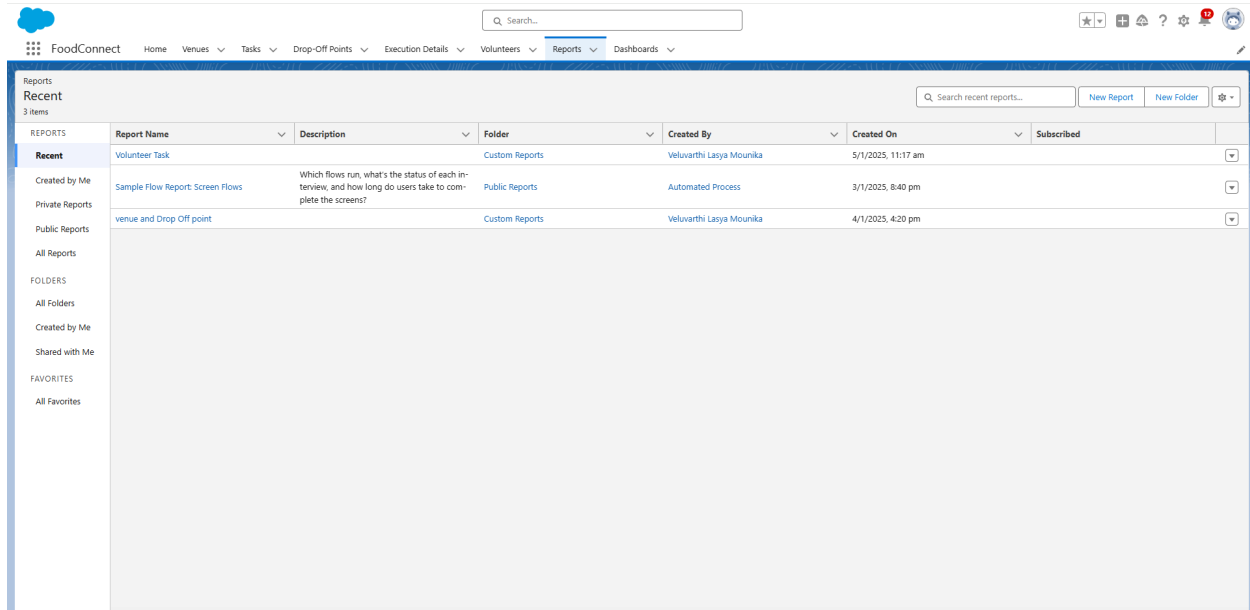 Search...
12
FoodConnect Home Venues Tasks Drop-Off Points Execution Details Volunteers Reports Dashboards
Reports
Recent
3 items
Search recent reports...
New Report
New Folder
REPORTS
Report Name Description Folder Created By Created On Subscribed
Recent
Volunteer Task Custom Reports Veluvarthi Lasya Mounika 5/1/2025, 11:17 am
Created by Me
Sample Flow Report: Screen Flows
Which flows run, what's the status of each in-
terview, and how long do users take to com-
plete the screens?
Public Reports Automated Process 3/1/2025, 8:40 pm
Private Reports
venue and Drop Off point Custom Reports Veluvarthi Lasya Mounika 4/1/2025, 4:20 pm
Public Reports
All Reports
FOLDERS
All Folders
Created by Me
Shared with Me
FAVORITES
All Favorites